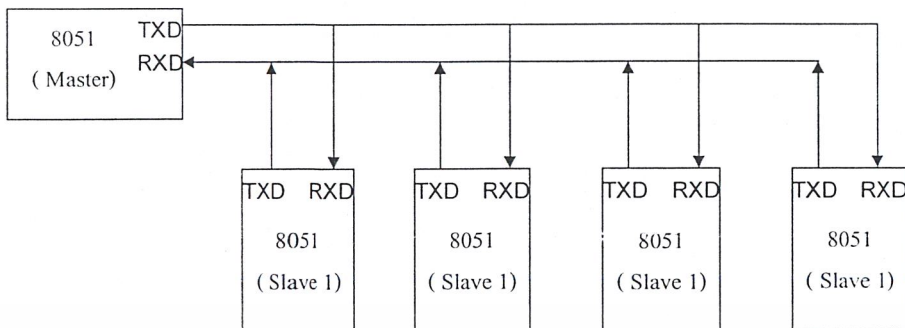 8051
( Master)
TXD
RXD
TXD RXD
8051
( Slave 1)
TXD RXD
8051
( Slave 1)
TXD RXD
8051
( Slave 1)
TXD RXD
8051
( Slave 1)